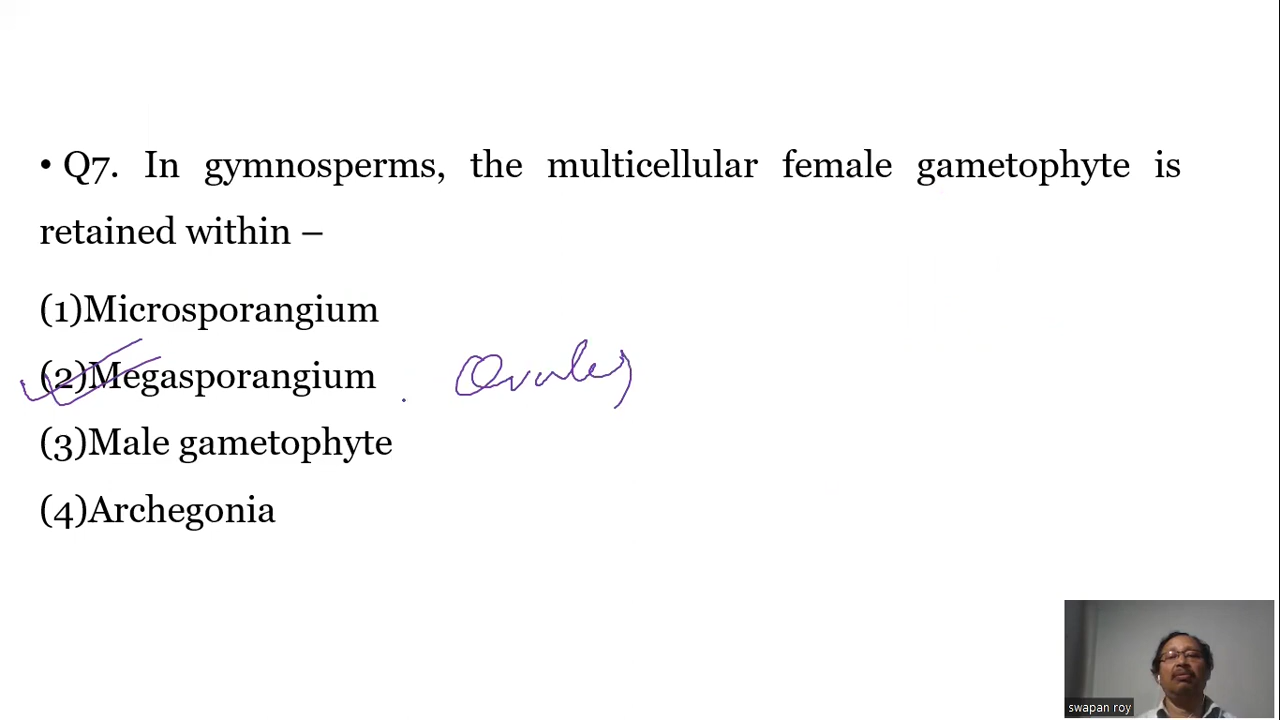 • Q7. In gymnosperms, the multicellular female gametophyte is
retained within –
(1)Microsporangium
(2)Megasporangium . Ovules
(3)Male gametophyte
(4)Archegonia
swapan roy